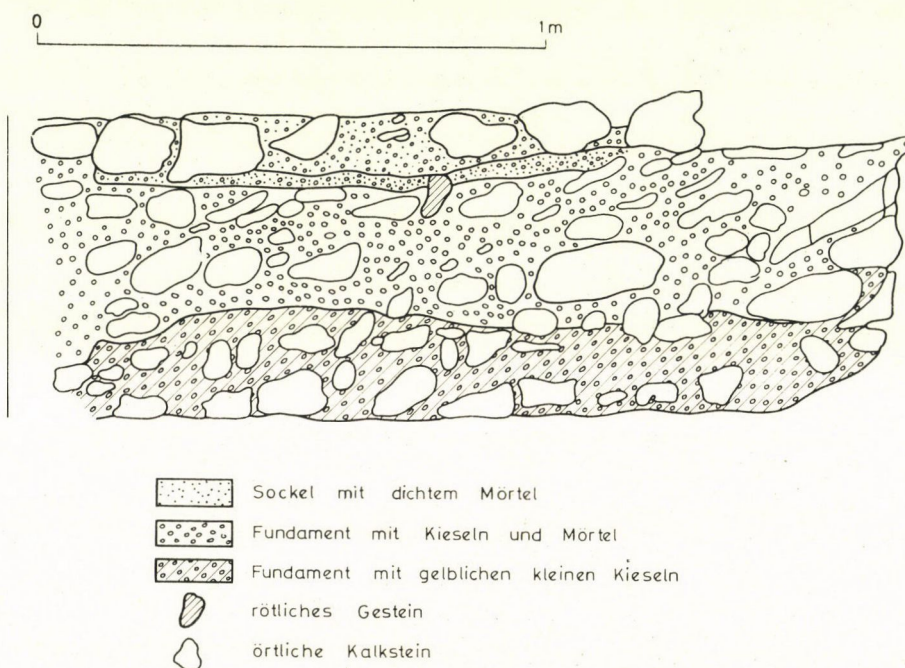 0 1m
Sockel mit dichtem Mörtel
Fundament mit Kieseln und Mörtel
Fundament mit gelblichen kleinen Kieseln
rötliches Gestein
örtliche Kalkstein